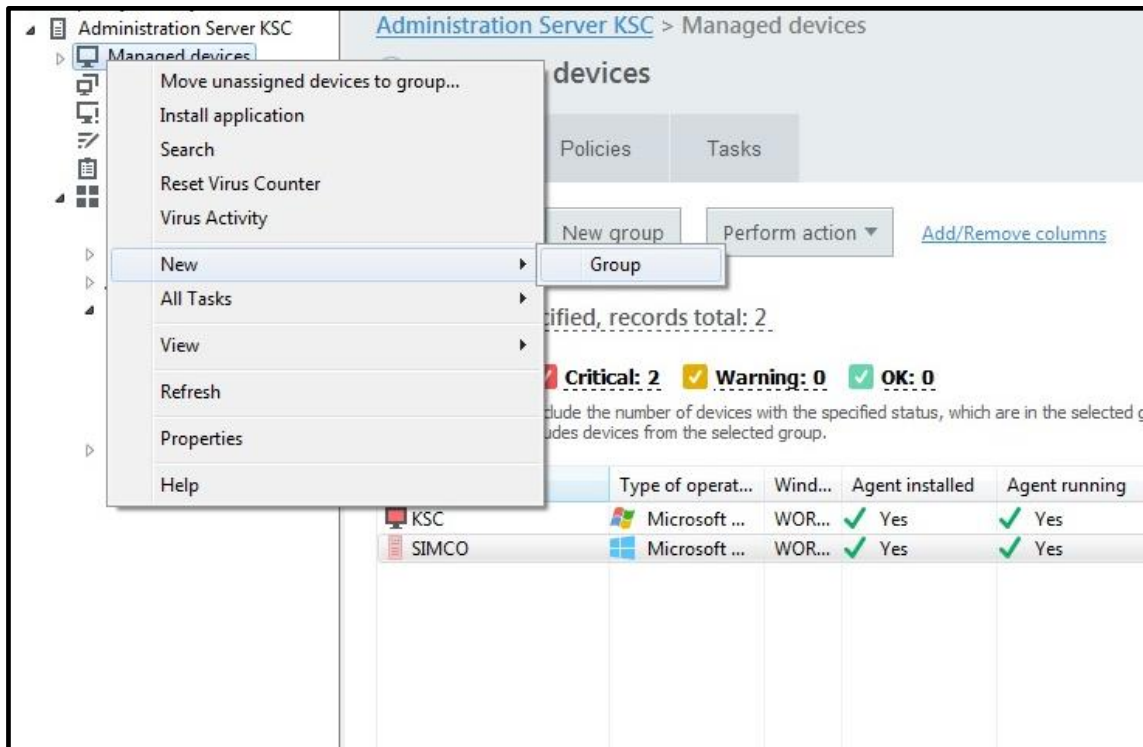 Administration Server KSC
Managed devices
Move unassigned devices to group...
Install application
Search
Reset Virus Counter
Virus Activity
New
All Tasks
View
Refresh
Properties
Help
Group
Administration Server KSC > Managed devices
devices
Policies Tasks
New group Perform action Add/Remove columns
ified, records total: 2
Critical: 2 Warning: 0 OK: 0
clude the number of devices with the specified status, which are in the selected g
udes devices from the selected group.
Type of operat... Wind... Agent installed Agent running
KSC Microsoft ... WOR... Yes Yes
SIMCO Microsoft ... WOR... Yes Yes